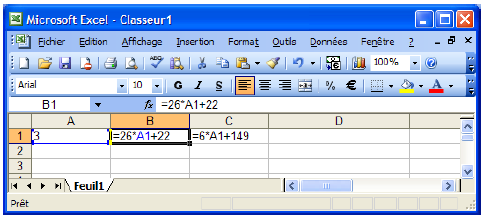 Microsoft Excel - Classeur1
Fichier Edition Affichage Insertion Format Outils Données Fenêtre ?
100%
Arial 10 G I S % €
B1 fx =26*A1+22
A B C D
1 3 =26*A1+22 =6*A1+149
2
3
Feuil1
Prêt